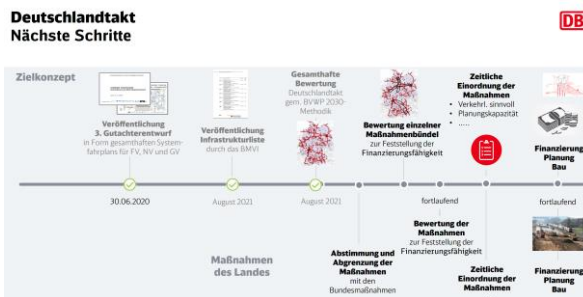 Deutschlandtakt
Nächste Schritte
DB
Zielkonzept
Veröffentlichung
3. Gutachterentwurf
in Form gesamthaften System-
fahrplans für FV, NV und GV
30.06.2020
Veröffentlichung
Infrastrukturliste
durch das BMVI
August 2021
Gesamthafte
Bewertung
Deutschlandtakt
gem. BVWP 2030-
Methodik
August 2021
Bewertung einzelner
Maßnahmenbündel
zur Feststellung der
Finanzierungsfähigkeit
fortlaufend
Zeitliche
Einordnung der
Maßnahmen
• Verkehrl. sinnvoll
• Planungskapazität
• .....
Finanzierung
Planung
Bau
fortlaufend
Maßnahmen
des Landes
Abstimmung und
Abgrenzung der
Maßnahmen
mit den
Bundesmaßnahmen
Bewertung der
Maßnahmen
zur Feststellung der
Finanzierungsfähigkeit
Zeitliche
Einordnung der
Maßnahmen
Finanzierung
Planung
Bau